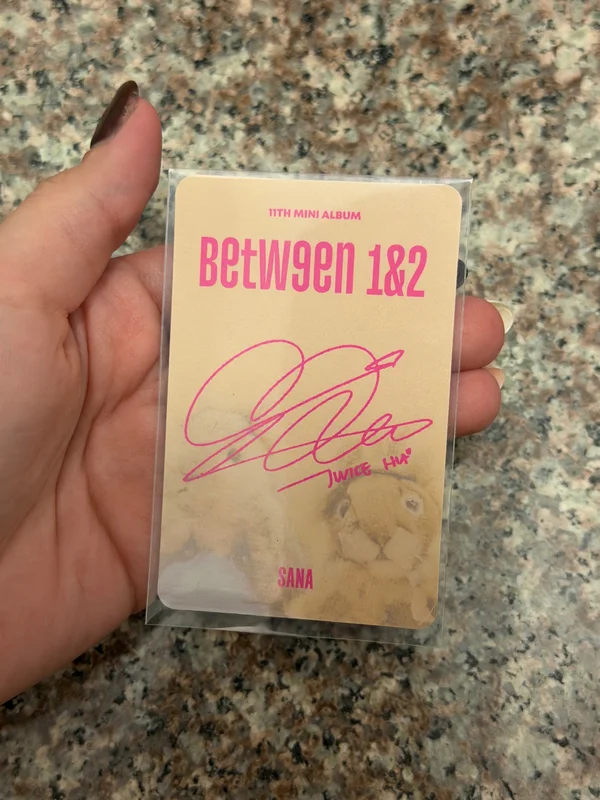 11TH MINI ALBUM
BetW9en 1&2
TWICE
SANA